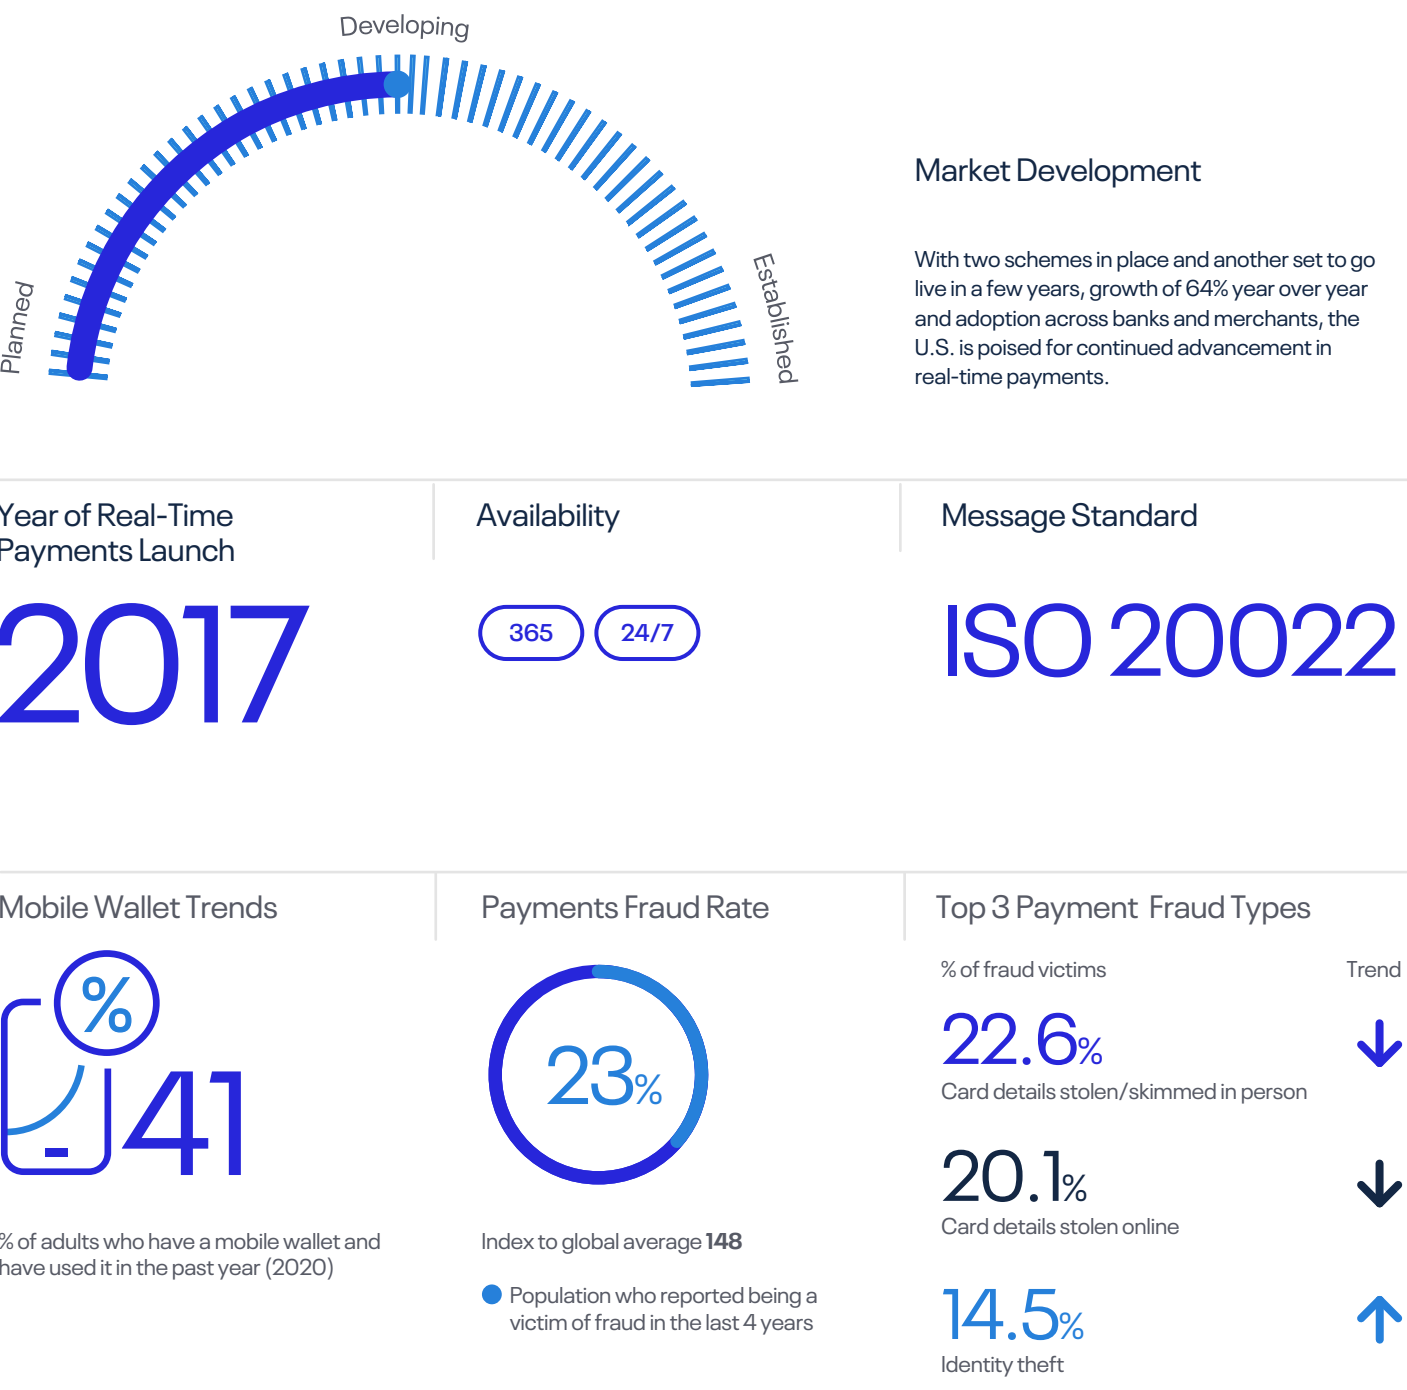 Developing
Planned
Established
Market Development
With two schemes in place and another set to go
live in a few years, growth of 64% year over year
and adoption across banks and merchants, the
U.S. is poised for continued advancement in
real-time payments.
Year of Real-Time
Payments Launch
2017
Availability
365
24/7
Message Standard
ISO 20022
Mobile Wallet Trends
%
41
% of adults who have a mobile wallet and
have used it in the past year (2020)
Payments Fraud Rate
23%
Index to global average 148
Population who reported being a
victim of fraud in the last 4 years
Top 3 Payment Fraud Types
% of fraud victims
Trend
22.6%
Card details stolen/skimmed in person
20.1%
Card details stolen online
14.5%
Identity theft